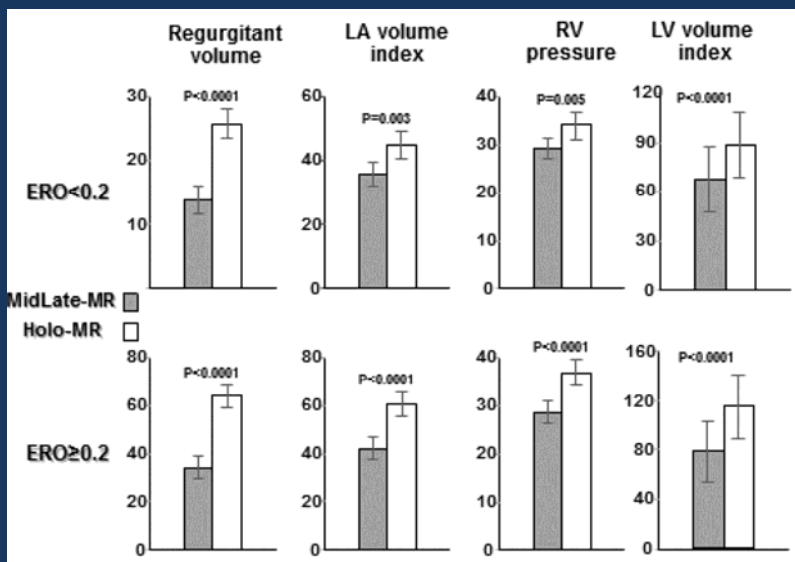 Regurgitant
volume
LA volume
index
RV
pressure
LV volume
index
ERO<0.2
30
20
10
P<0.0001
60
40
20
0
P=0.003
40
30
20
10
0
P=0.005
120
90
60
30
0
P<0.0001
MidLate-MR
Holo-MR
ERO≥0.2
80
60
40
20
0
P<0.0001
80
60
40
20
0
P<0.0001
40
30
20
10
0
P<0.0001
160
120
80
40
0
P<0.0001